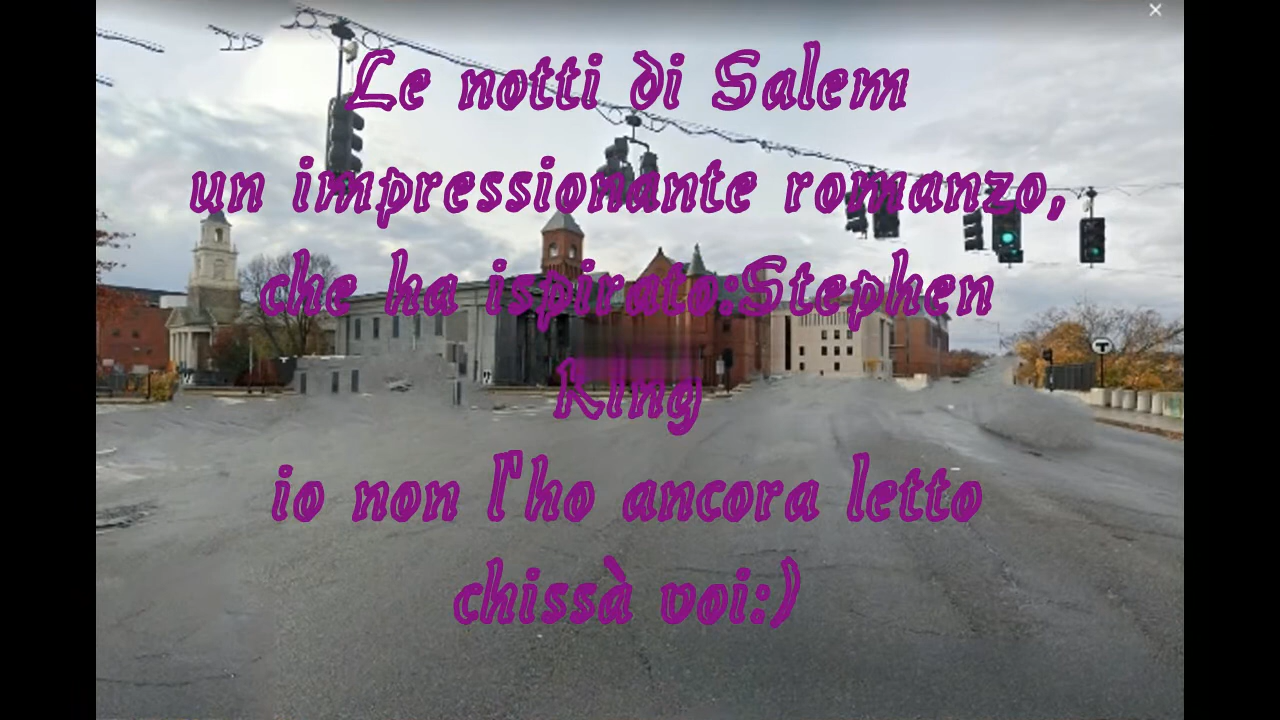 Le notti di Salem
un impressionante romanzo,
che ha ispirato:Stephen
King
io non l'ho ancora letto
chissà voi:)
T